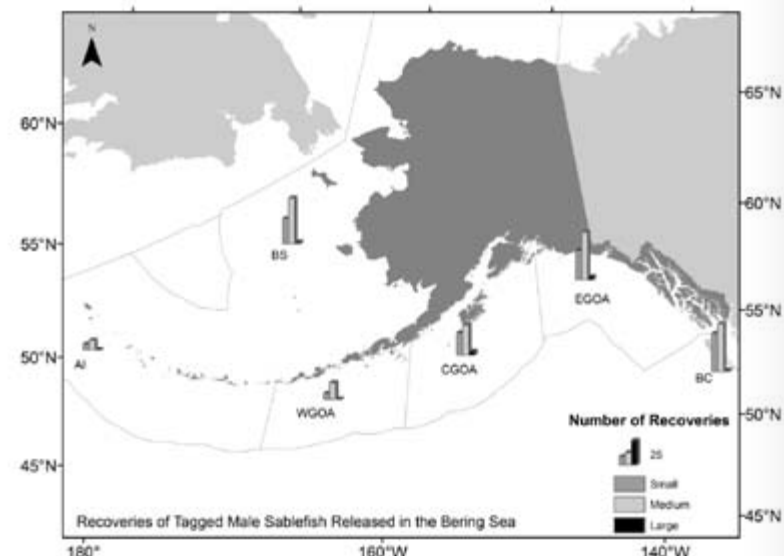 N
65°N
60°N
60°N
55°N
BS
EGOA
55°N
50°N
AI
CGOA
BC
WGOA
50°N
Number of Recoveries
25
45°N
Small
Medium
45°N
Recoveries of Tagged Male Sablefish Released in the Bering Sea
Large
180°
160°W
140°W